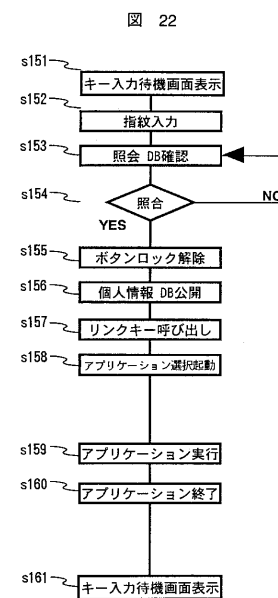 図 22
s151
キー入力待機画面表示
s152
指紋入力
s153
照会 DB確認
s154
照合
NO
YES
s155
ボタンロック解除
s156
個人情報 DB公開
s157
リンクキー呼び出し
s158
アプリケーション選択起動
s159
アプリケーション実行
s160
アプリケーション終了
s161
キー入力待機画面表示